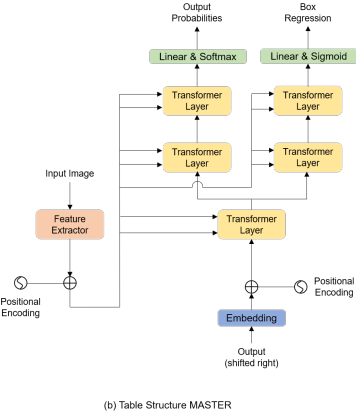 Output
Probabilities
Box
Regression
Linear & Softmax
Linear & Sigmoid
Transformer
Layer
Transformer
Layer
Transformer
Layer
Transformer
Layer
Input Image
Feature
Extractor
Transformer
Layer
Positional
Encoding
Positional
Encoding
Embedding
Output
(shifted right)
(b) Table Structure MASTER